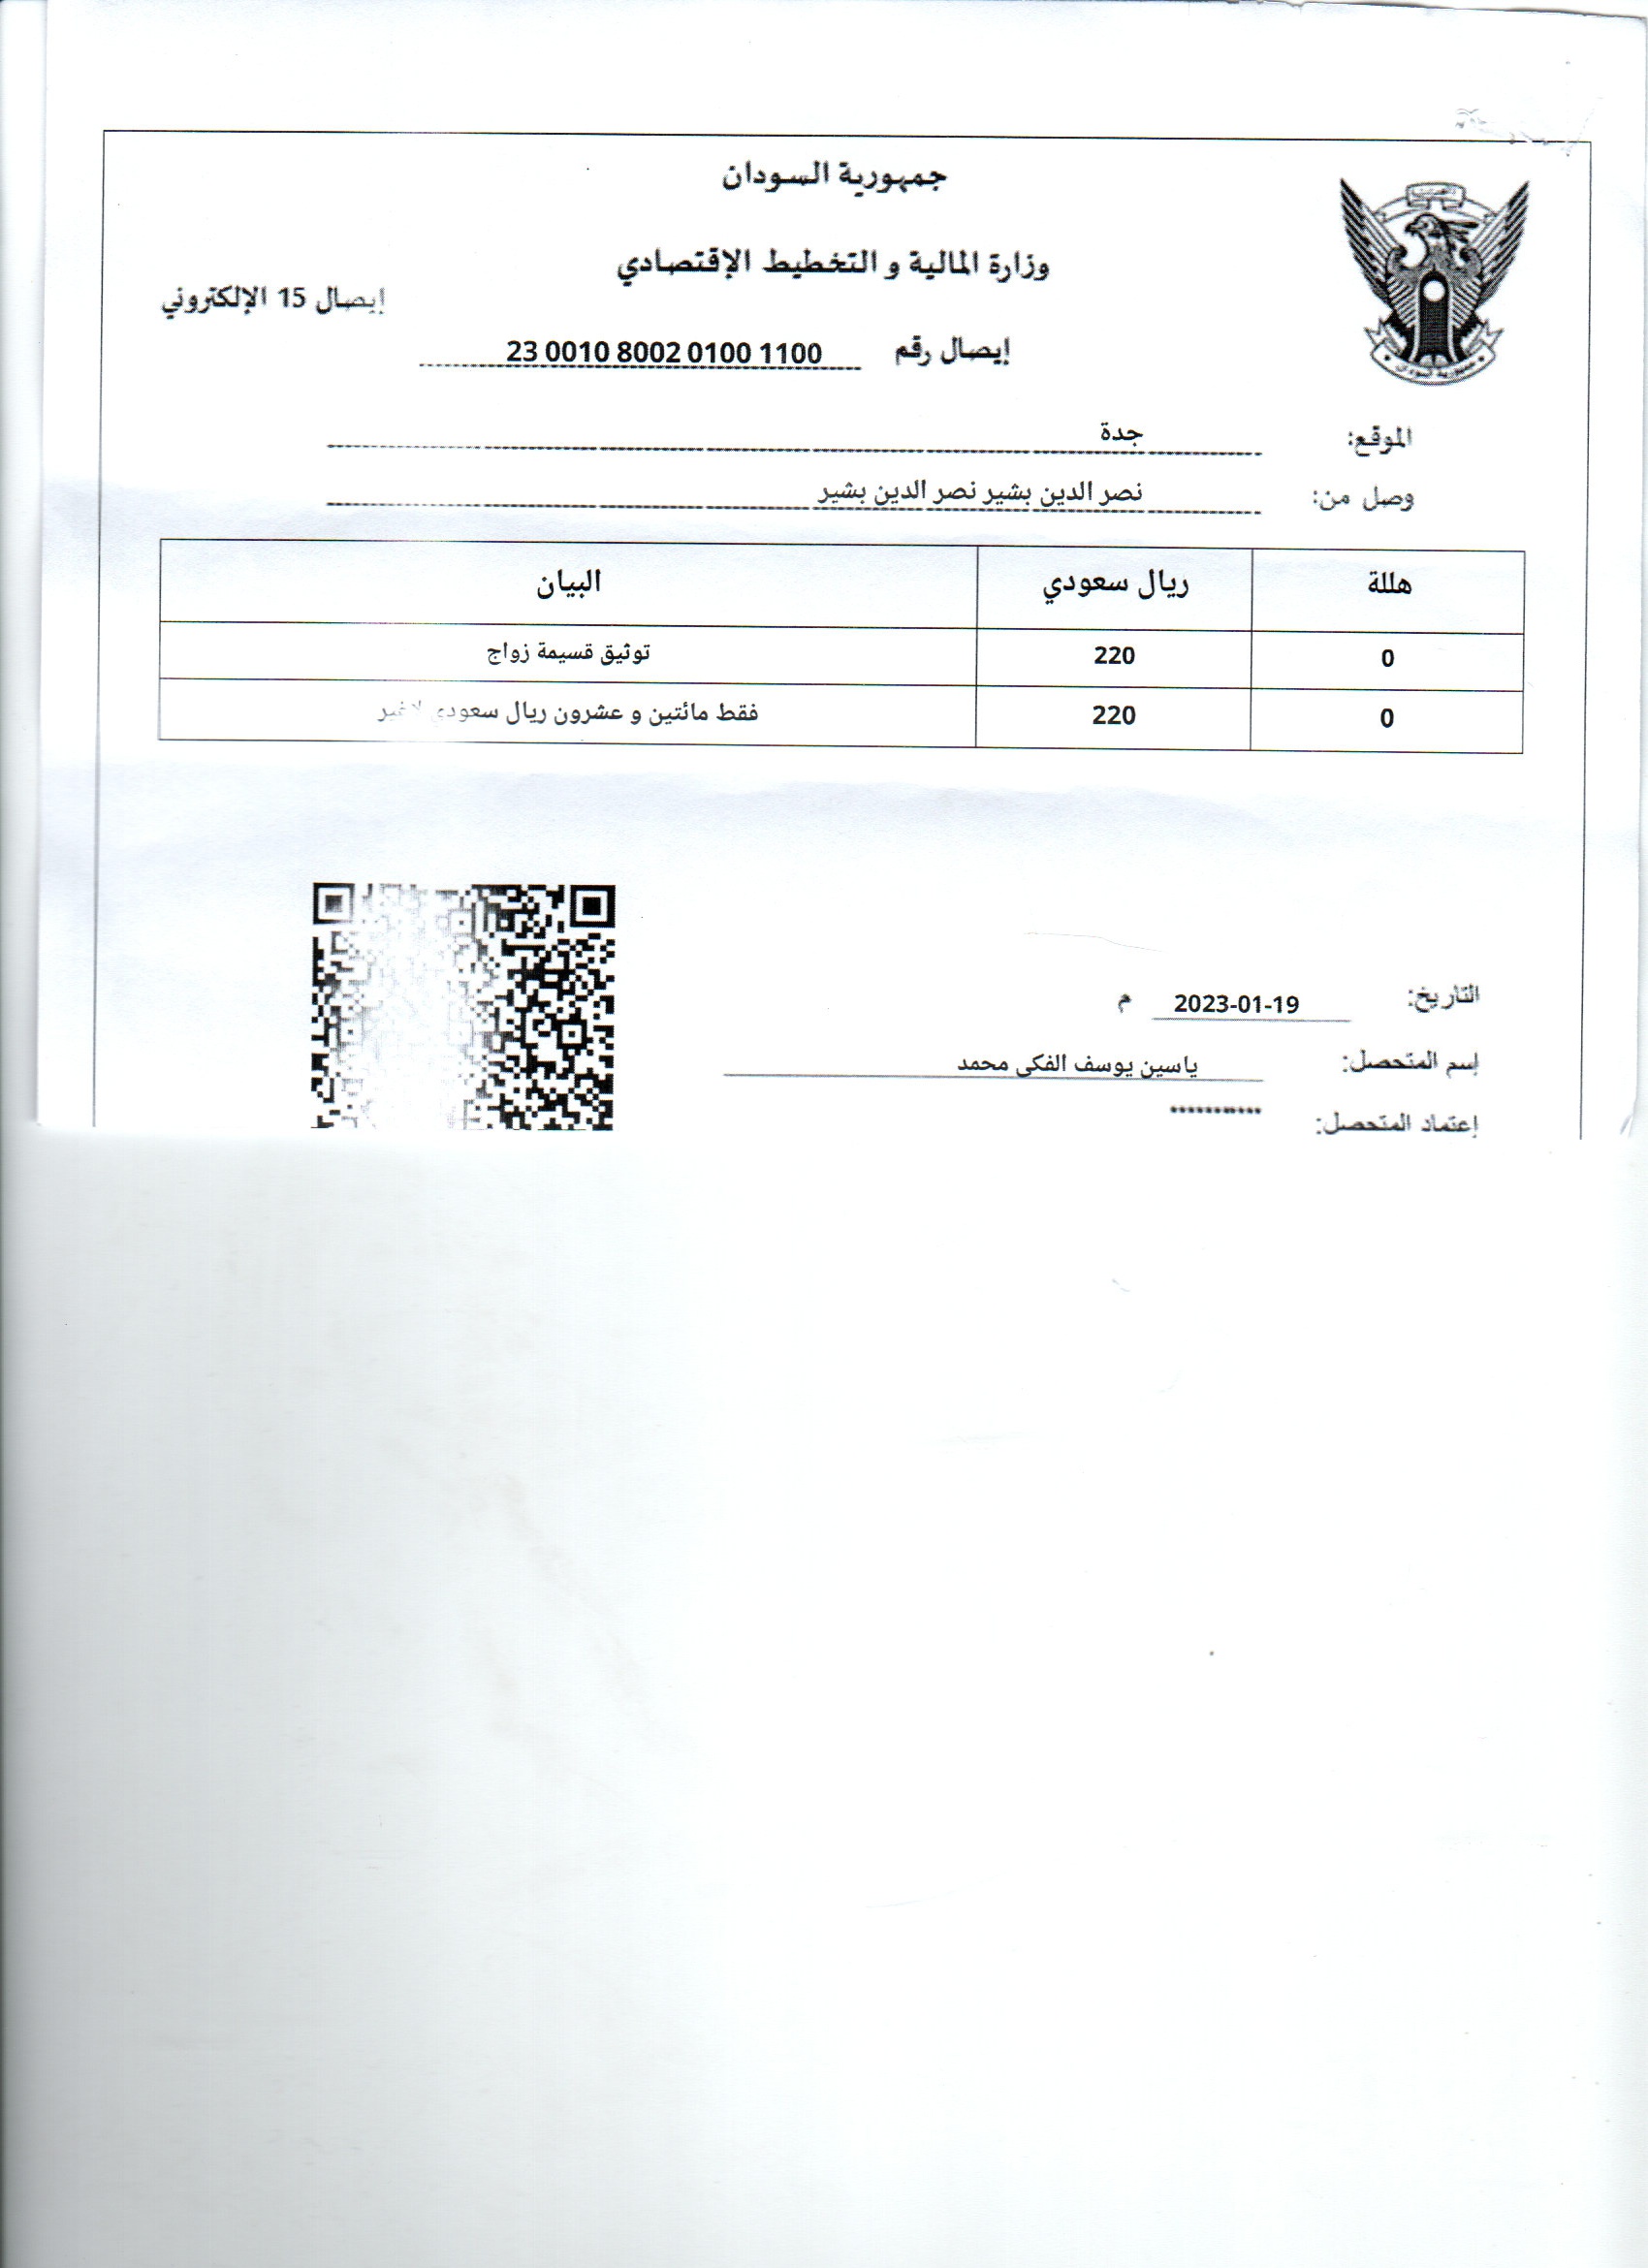 جمهورية السودان
وزارة المالية و التخطيط الإقتصادي
إيصال 15 الإلكتروني
إيصال رقم 23 0010 8002 0100 1100
الموقع: جدة
وصل من: نصر الدين بشير نصر الدين بشير
هللة ريال سعودي البيان
0 220 توثيق قسيمة زواج
0 220 فقط مائتين و عشرون ريال سعودي لاغير
التاريخ: 2023-01-19 م
إسم المتحصل: ياسين يوسف الفكى محمد
إعتماد المتحصل: ***********